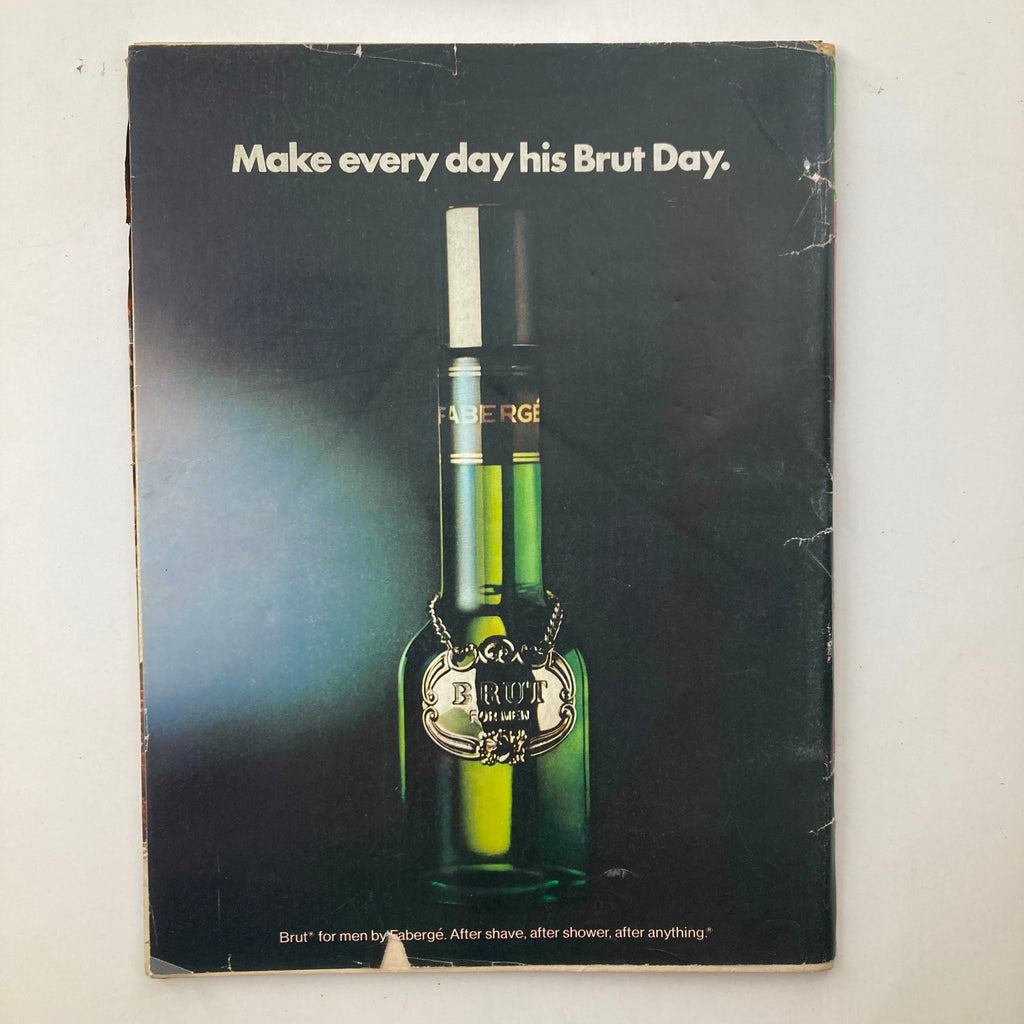 Make every day his Brut Day.
FABERGÉ
BRUT
FOR MEN
Brut® for men by Fabergé. After shave, after shower, after anything.®